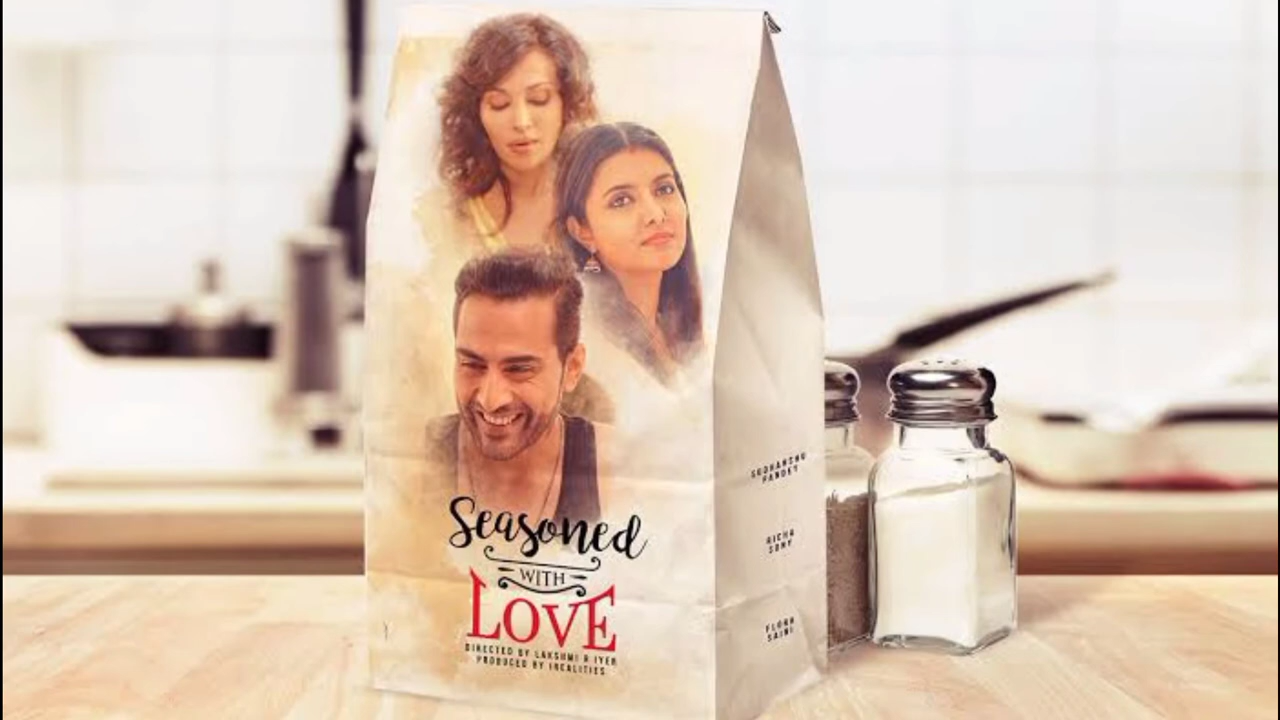 Seasoned
WITH
LOVE
DIRECTED BY LAKSHMI R IYER
PRODUCED BY INCALITIES
SUDHANSHU
PANDEY
RICHA
SONY
FLORA
SAINI